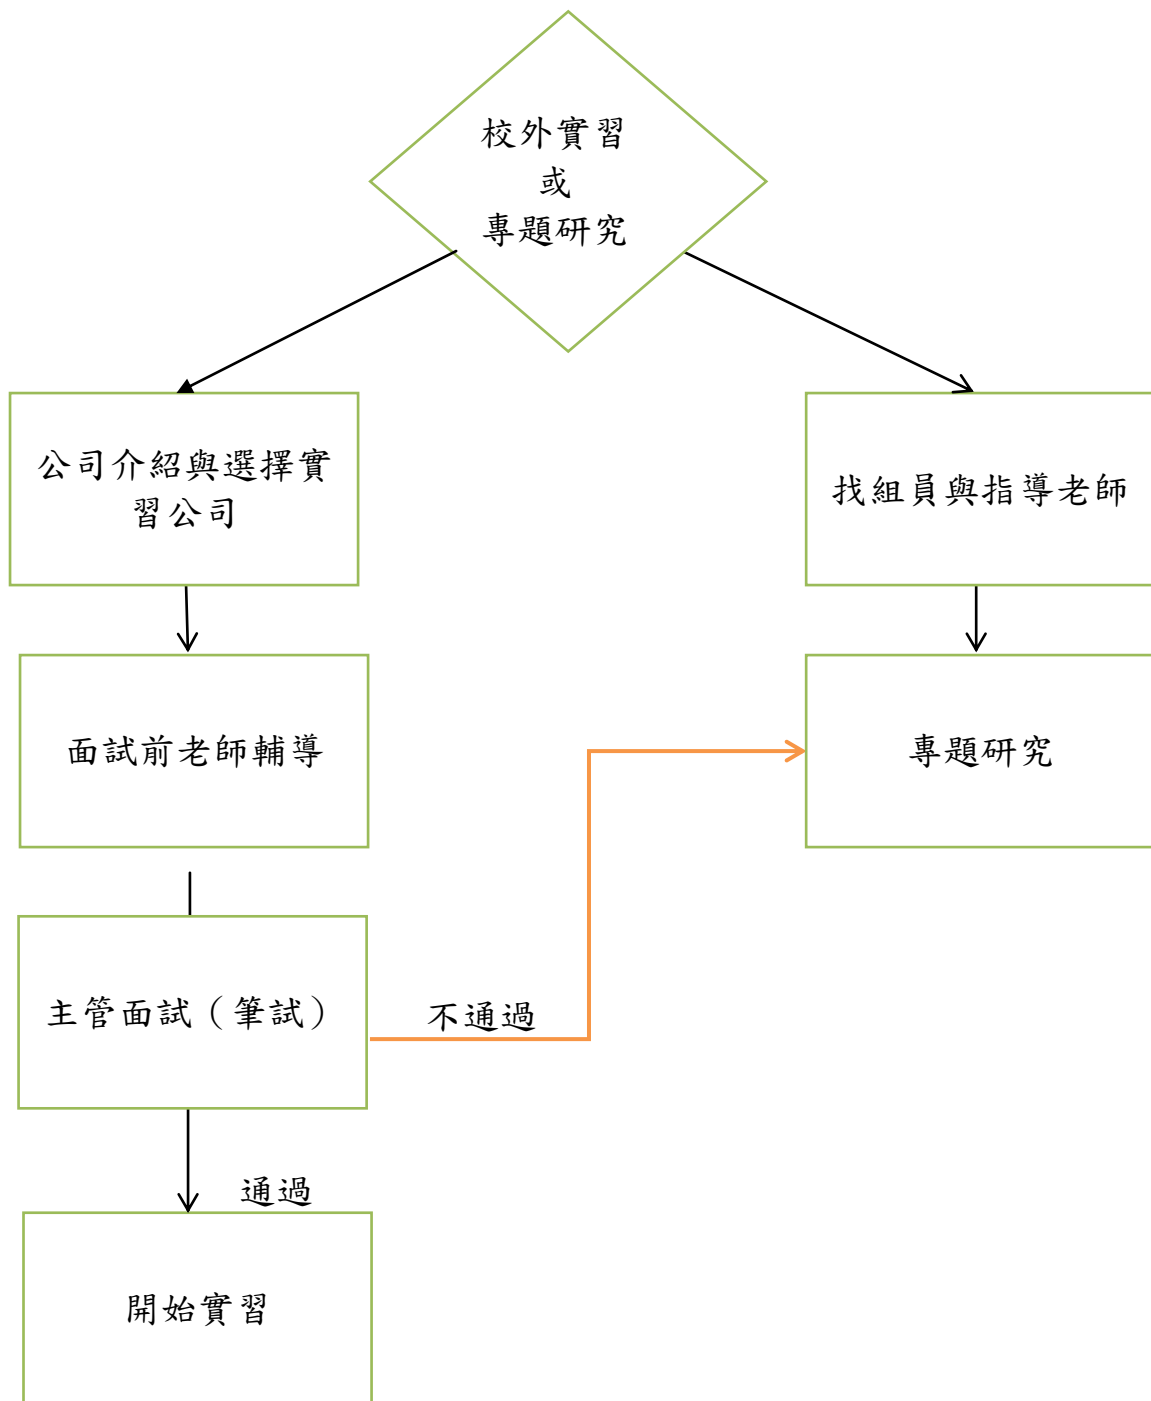 校外實習
或
專題研究
公司介紹與選擇實
習公司
找組員與指導老師
面試前老師輔導
專題研究
主管面試（筆試）
不通過
通過
開始實習